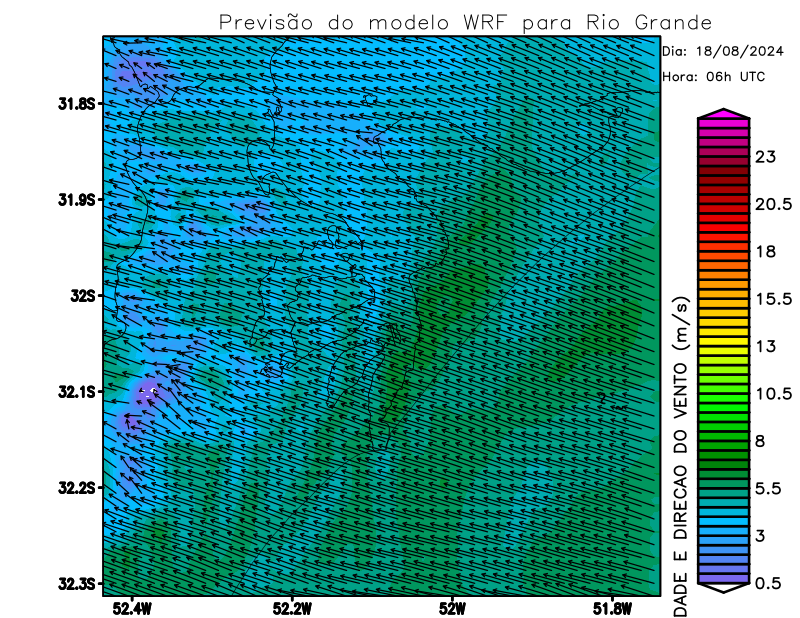 Previsão do modelo WRF para Rio Grande
Dia: 18/08/2024
Hora: 06h UTC
31.8S
31.9S
32S
32.1S
32.2S
32.3S
52.4W
52.2W
52W
51.8W
23
20.5
18
15.5
13
10.5
8
5.5
3
0.5
DADE E DIRECAO DO VENTO (m/s)